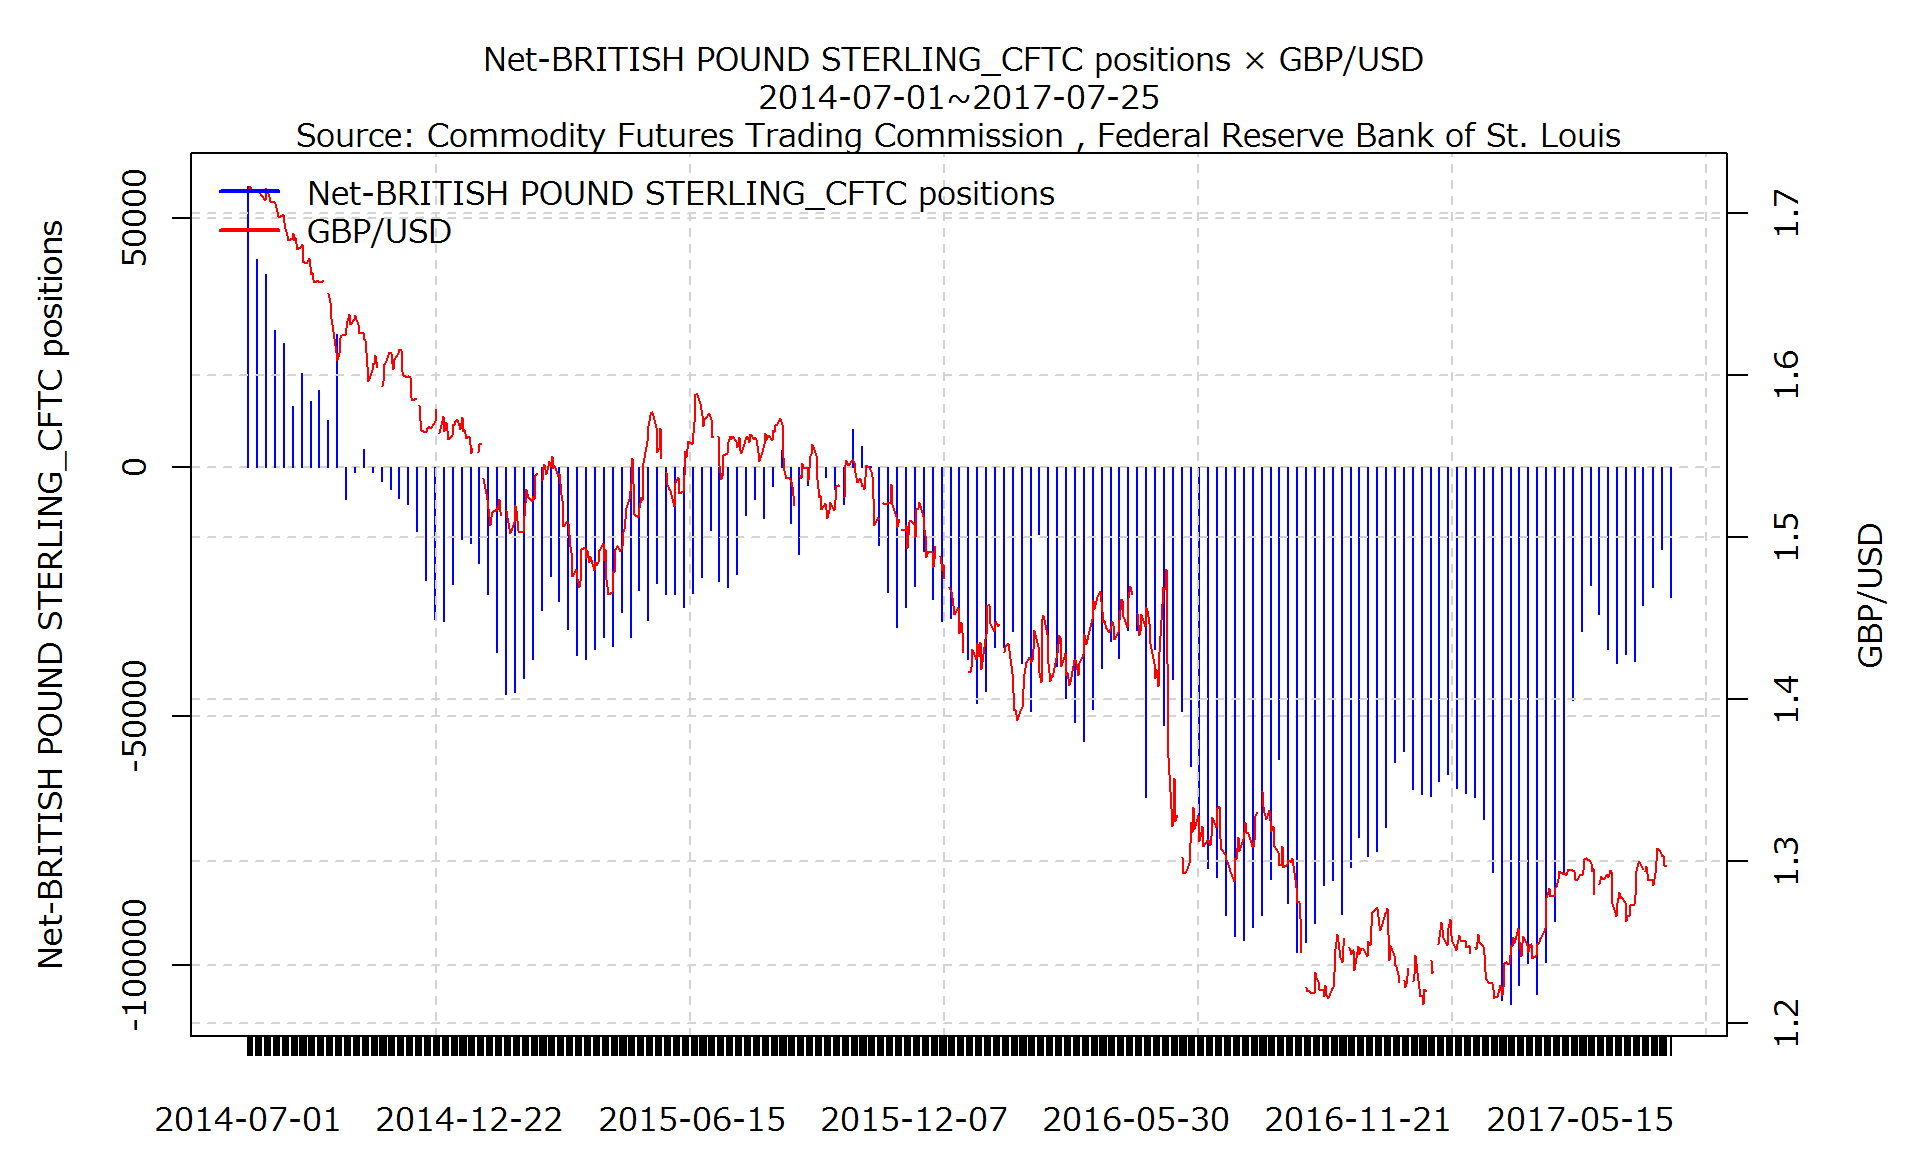 Net-BRITISH POUND STERLING_CFTC positions × GBP/USD
2014-07-01~2017-07-25
Source: Commodity Futures Trading Commission , Federal Reserve Bank of St. Louis
Net-BRITISH POUND STERLING_CFTC positions
GBP/USD
Net-BRITISH POUND STERLING_CFTC positions
50000
0
-50000
-100000
1.7
1.6
1.5
1.4
1.3
1.2
GBP/USD
2014-07-01 2014-12-22 2015-06-15 2015-12-07 2016-05-30 2016-11-21 2017-05-15